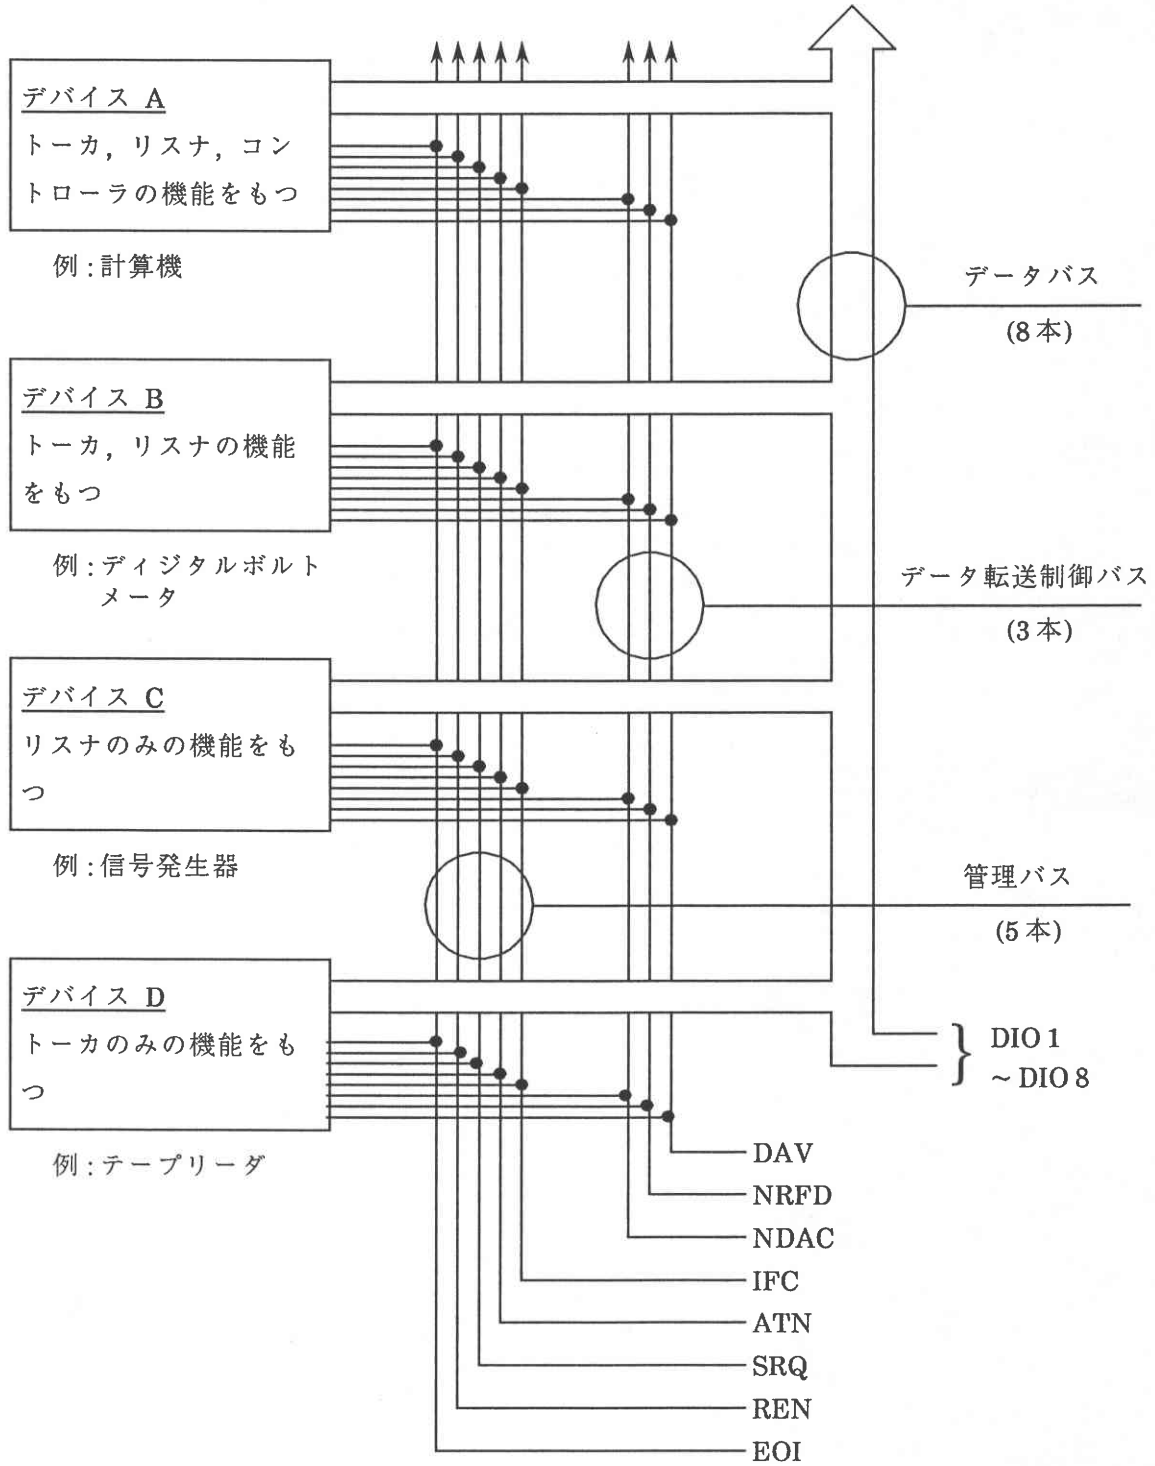 デバイス A
トーカ，リスナ，コン
トローラの機能をもつ
例:計算機
データバス
(8本)
デバイス B
トーカ，リスナの機能
をもつ
例:ディジタルボルト
メータ
データ転送制御バス
(3本)
デバイス C
リスナのみの機能をも
つ
例:信号発生器
管理バス
(5本)
デバイス D
トーカのみの機能をも
つ
例:テープリーダ
DIO 1
～DIO 8
DAV
NRFD
NDAC
IFC
ATN
SRQ
REN
EOI